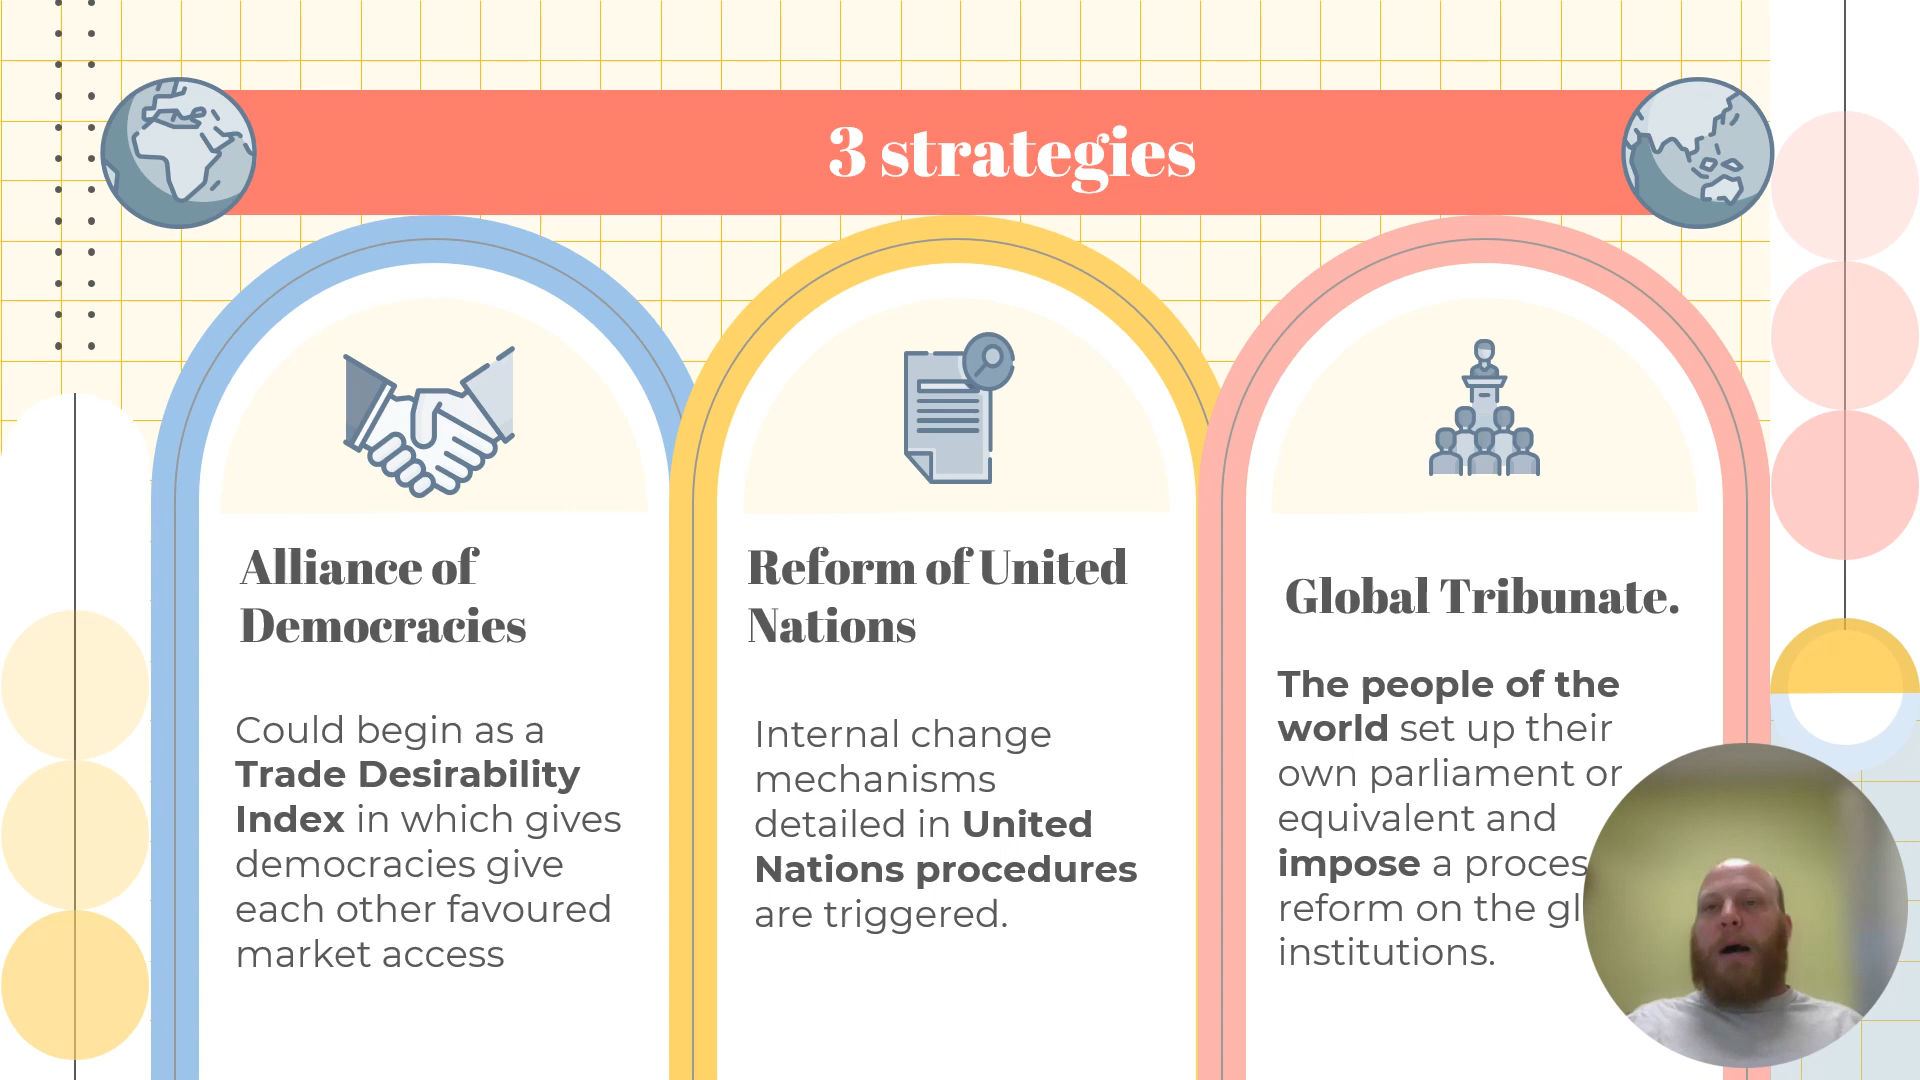 3 strategies
Alliance of
Democracies
Could begin as a
Trade Desirability
Index in which gives
democracies give
each other favoured
market access
Reform of United
Nations
Internal change
mechanisms
detailed in United
Nations procedures
are triggered.
Global Tribunate.
The people of the
world set up their
own parliament or
equivalent and
impose a
reform on the
institutions.